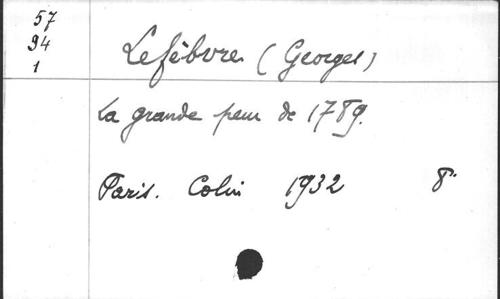 57
94
1
Lefèbvre (Georges)
La grande peur de 1789.
Paris. Colin 1932 8°